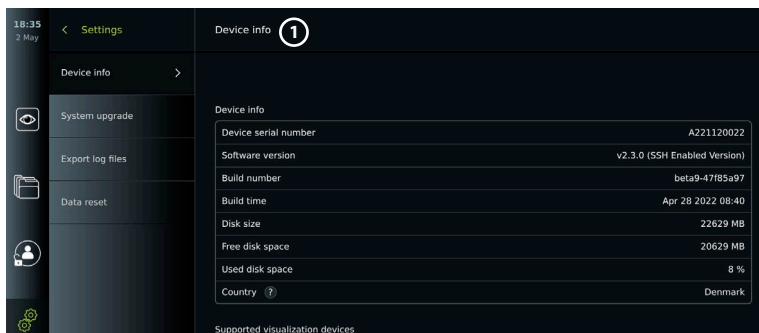 18:35
2 May
Settings
Device info
1
Device info
System upgrade
Export log files
Data reset
Device info
Device serial number A221120022
Software version v2.3.0 (SSH Enabled Version)
Build number beta9-47f85a97
Build time Apr 28 2022 08:40
Disk size 22629 MB
Free disk space 20629 MB
Used disk space 8 %
Country ? Denmark
Supported visualization devices